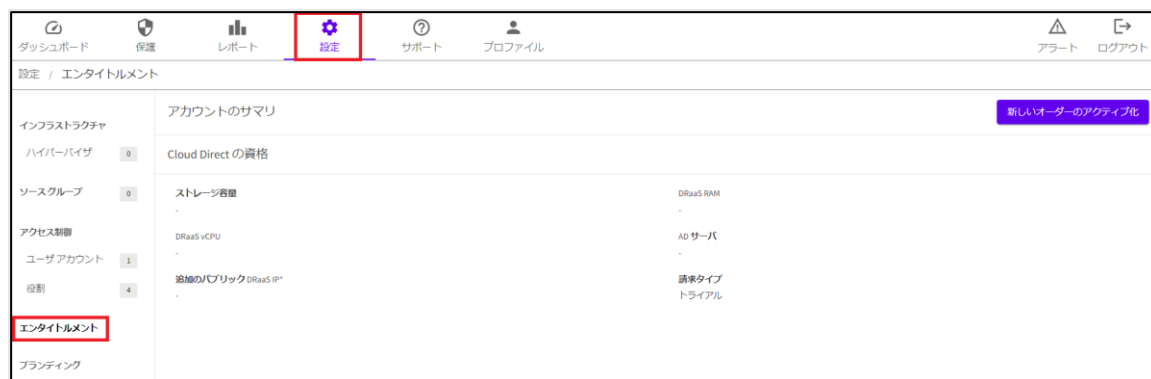 ダッシュボード 保護 レポート 設定 サポート プロファイル アラート ログアウト
設定 / エンタイトルメント
アカウントのサマリ
新しいオーダーのアクティブ化
インフラストラクチャ
ハイパーバイザ 0
ソースグループ 0
アクセス制御
ユーザアカウント 1
役割 4
エンタイトルメント
ブランディング
Cloud Direct の資格
ストレージ容量
-
DRaaS RAM
-
DRaaS vCPU
-
AD サーバ
-
追加のパブリック DRaaS IP*
-
請求タイプ
トライアル